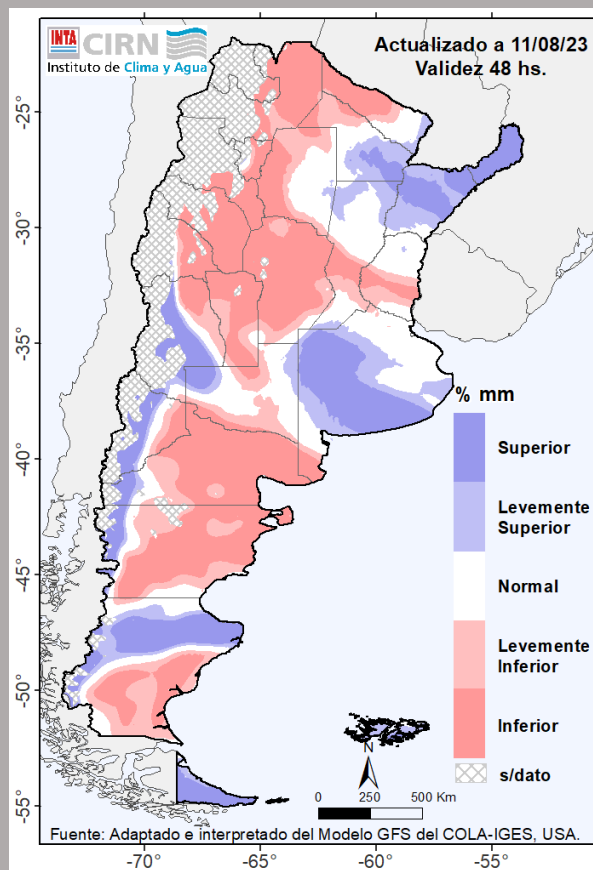 INTA CIRN
Instituto de Clima y Agua
Actualizado a 11/08/23
Validez 48 hs.
-25°
-30°
-35°
-40°
-45°
-50°
-55°
% mm
Superior
Levemente
Superior
Normal
Levemente
Inferior
Inferior
s/dato
N
0 250 500 Km
Fuente: Adaptado e interpretado del Modelo GFS del COLA-IGES, USA.
-70° -65° -60° -55°